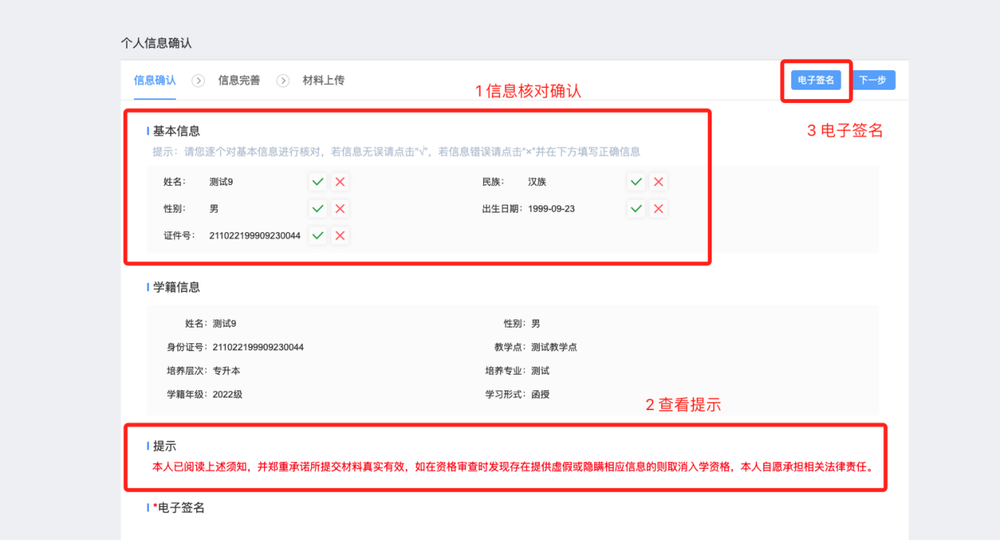 个人信息确认
信息确认 信息完善 材料上传 电子签名 下一步
1 信息核对确认
3 电子签名
基本信息
提示：请您逐个对基本信息进行核对，若信息无误请点击“√”，若信息错误请点击“×”并在下方填写正确信息
姓名： 测试9 民族： 汉族
性别： 男 出生日期： 1999-09-23
证件号： 211022199909230044
学籍信息
姓名： 测试9 性别： 男
身份证号： 211022199909230044 教学点： 测试教学点
培养层次： 专升本 培养专业： 测试
学籍年级： 2022级 学习形式： 函授
2 查看提示
提示
本人已阅读上述须知，并郑重承诺所提交材料真实有效，如在资格审查时发现存在提供虚假或隐瞒相应信息的则取消入学资格，本人自愿承担相关法律责任。
*电子签名